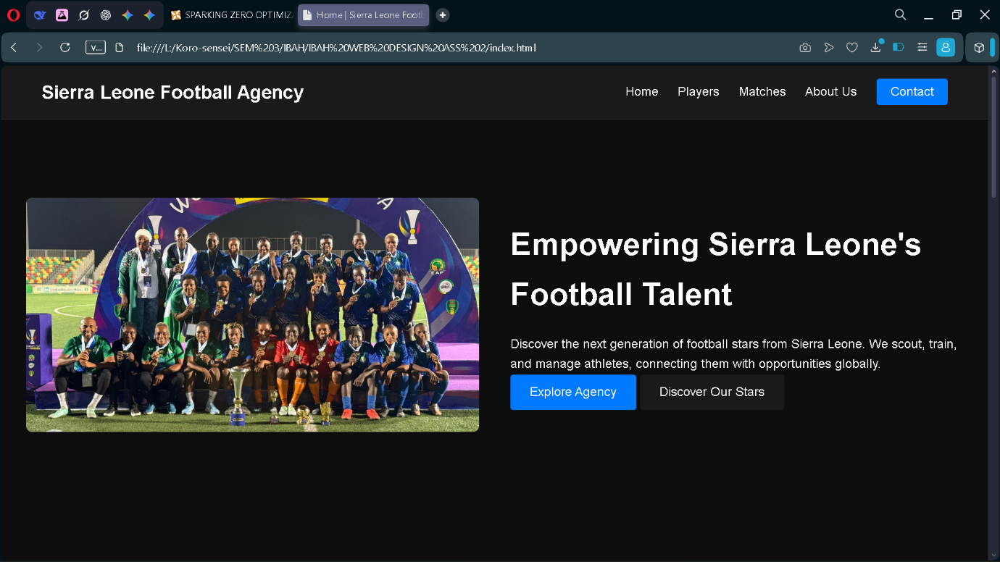 SPARKING ZERO OPTIMIZA
Home | Sierra Leone Footb
v...
file:///L:/Koro-sensei/SEM%203/IBAH/IBAH%20WEB%20DESIGN%20ASS%202/index.html
Sierra Leone Football Agency
Home
Players
Matches
About Us
Contact
CAF
Empowering Sierra Leone's
Football Talent
Discover the next generation of football stars from Sierra Leone. We scout, train,
and manage athletes, connecting them with opportunities globally.
Explore Agency
Discover Our Stars